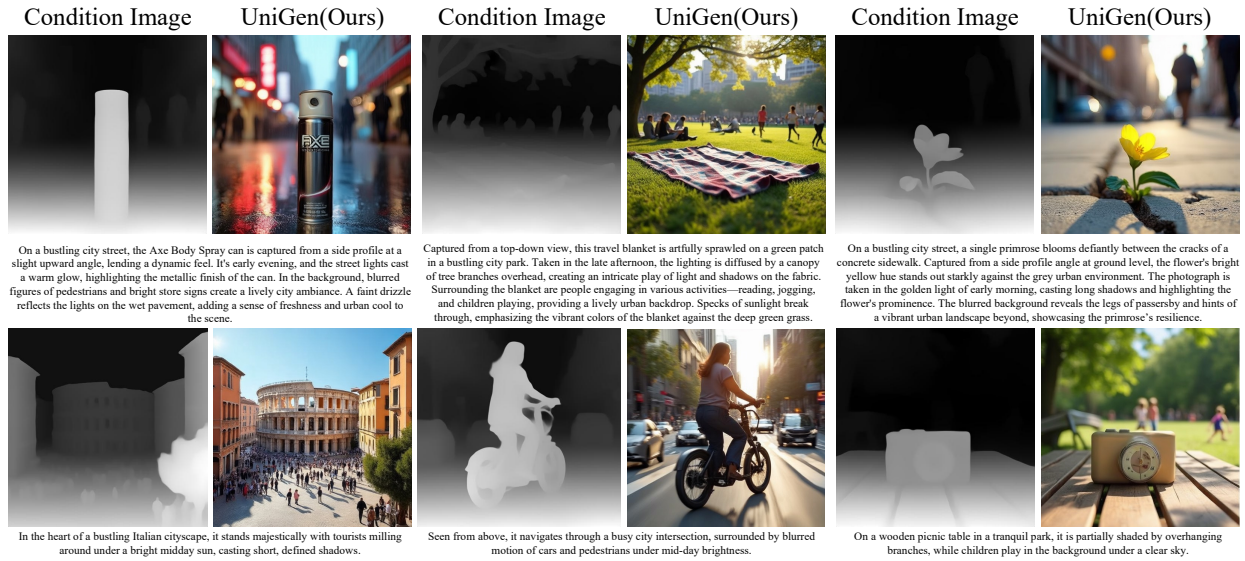 Condition Image
UniGen(Ours)
Condition Image
UniGen(Ours)
Condition Image
UniGen(Ours)
AXE
On a bustling city street, the Axe Body Spray can is captured from a side profile at a
slight upward angle, lending a dynamic feel. It's early evening, and the street lights cast
a warm glow, highlighting the metallic finish of the can. In the background, blurred
figures of pedestrians and bright store signs create a lively city ambiance. A faint drizzle
reflects the lights on the wet pavement, adding a sense of freshness and urban cool to
the scene.
Captured from a top-down view, this travel blanket is artfully sprawled on a green patch
in a bustling city park. Taken in the late afternoon, the lighting is diffused by a canopy
of tree branches overhead, creating an intricate play of light and shadows on the fabric.
Surrounding the blanket are people engaging in various activities—reading, jogging,
and children playing, providing a lively urban backdrop. Specks of sunlight break
through, emphasizing the vibrant colors of the blanket against the deep green grass.
On a bustling city street, a single primrose blooms defiantly between the cracks of a
concrete sidewalk. Captured from a side profile angle at ground level, the flower's bright
yellow hue stands out starkly against the grey urban environment. The photograph is
taken in the golden light of early morning, casting long shadows and highlighting the
flower's prominence. The blurred background reveals the legs of passersby and hints of
a vibrant urban landscape beyond, showcasing the primrose's resilience.
In the heart of a bustling Italian cityscape, it stands majestically with tourists milling
around under a bright midday sun, casting short, defined shadows.
Seen from above, it navigates through a busy city intersection, surrounded by blurred
motion of cars and pedestrians under mid-day brightness.
On a wooden picnic table in a tranquil park, it is partially shaded by overhanging
branches, while children play in the background under a clear sky.